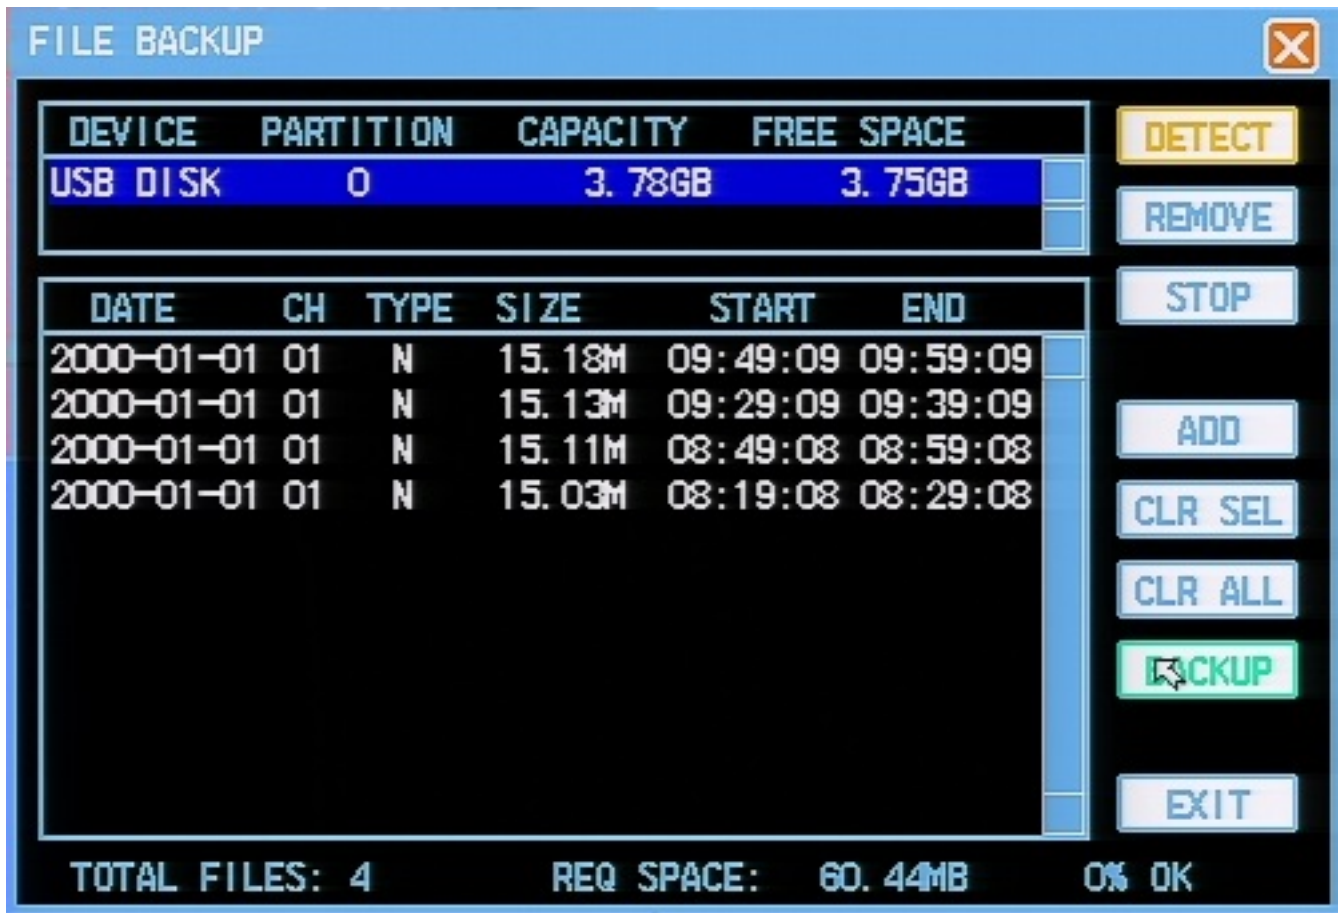 FILE BACKUP
DEVICE PARTITION CAPACITY FREE SPACE
USB DISK 0 3.78GB 3.75GB
DETECT
REMOVE
STOP
DATE CH TYPE SIZE START END
2000-01-01 01 N 15.18M 09:49:09 09:59:09
2000-01-01 01 N 15.13M 09:29:09 09:39:09
2000-01-01 01 N 15.11M 08:49:08 08:59:08
2000-01-01 01 N 15.03M 08:19:08 08:29:08
ADD
CLR SEL
CLR ALL
BACKUP
EXIT
TOTAL FILES: 4 REQ SPACE: 60.44MB 0% OK